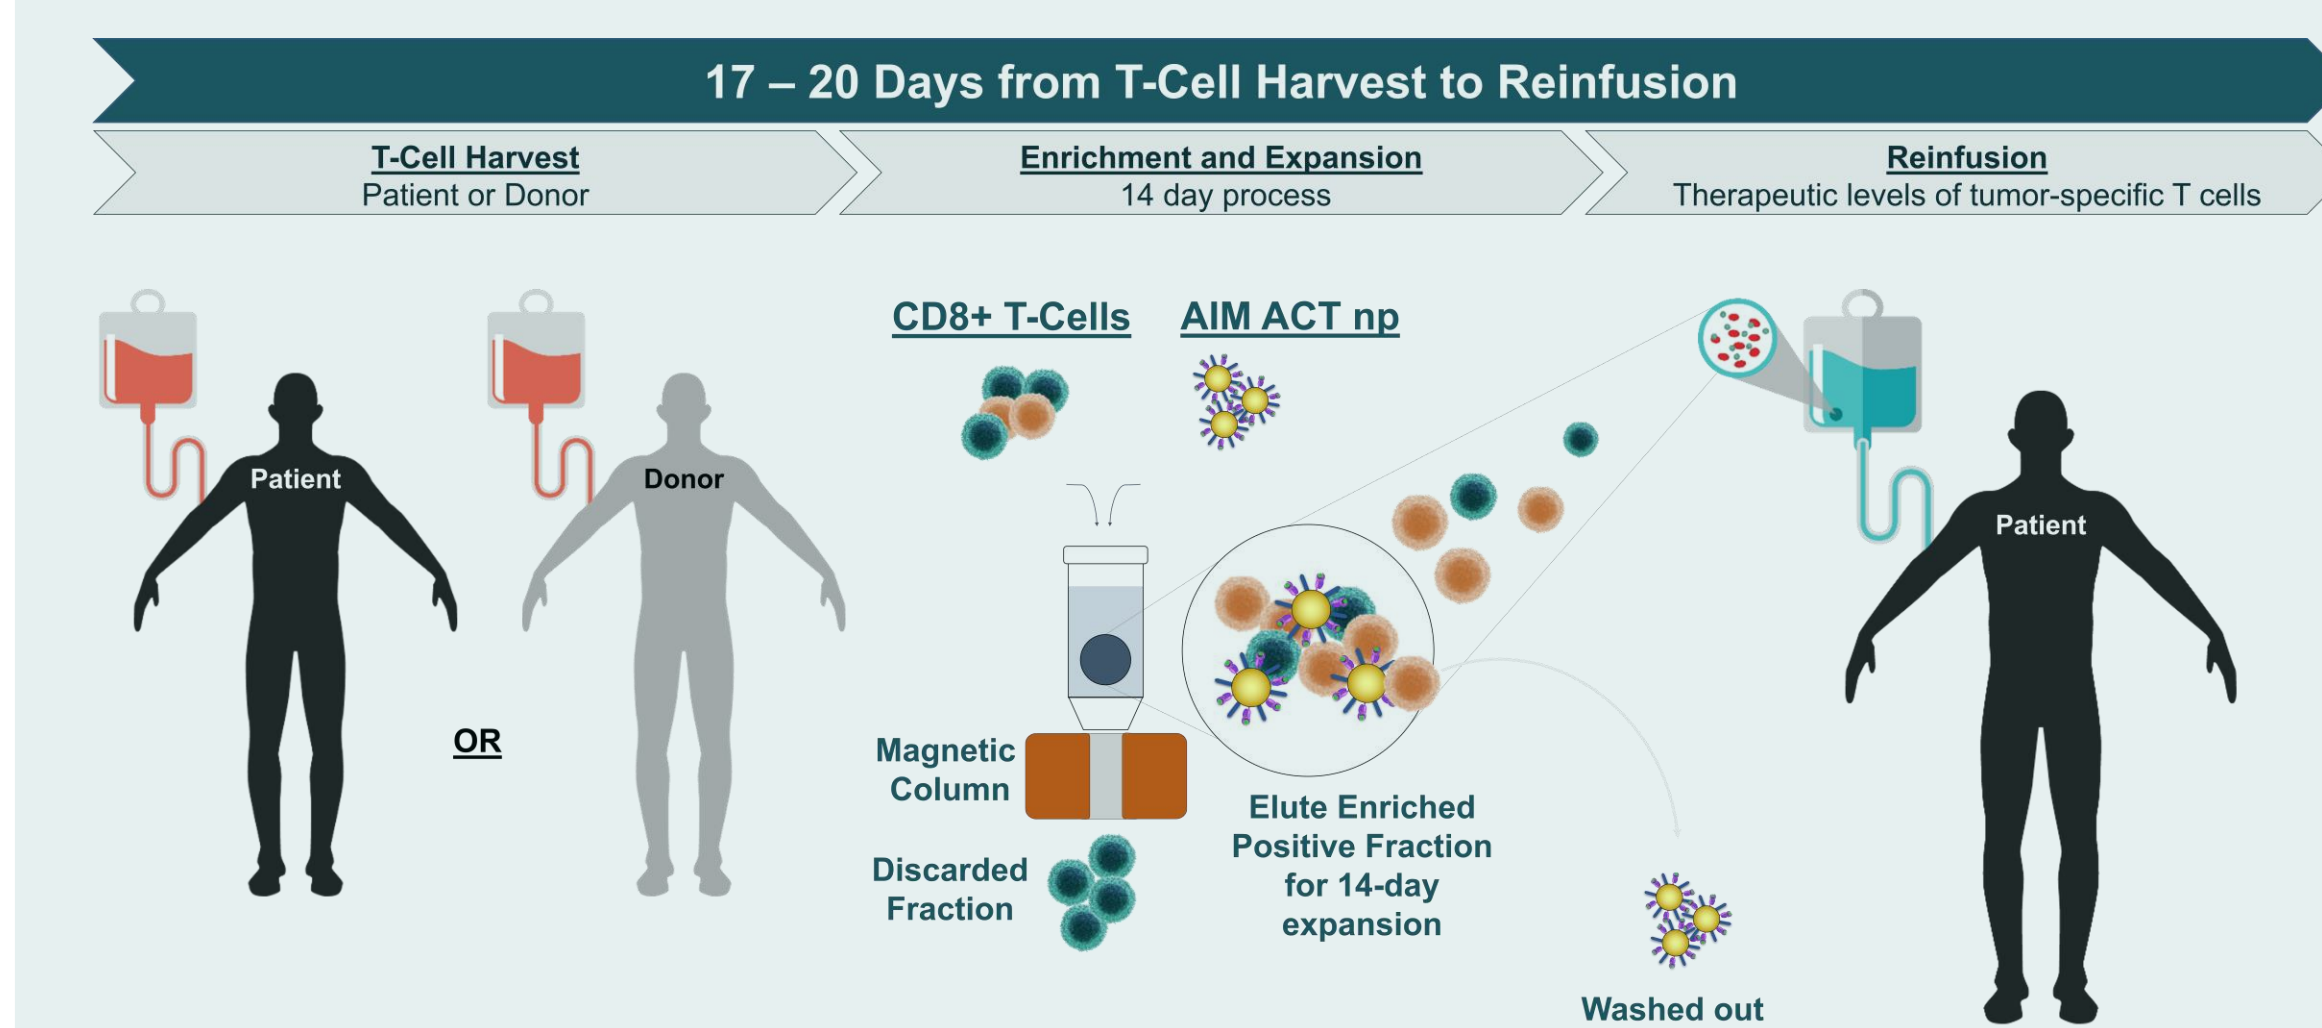 17 – 20 Days from T-Cell Harvest to Reinfusion
T-Cell Harvest
Patient or Donor
Enrichment and Expansion
14 day process
Reinfusion
Therapeutic levels of tumor-specific T cells
Patient
OR
Donor
CD8+ T-Cells
AIM ACT np
Magnetic
Column
Discarded
Fraction
Elute Enriched
Positive Fraction
for 14-day
expansion
Washed out
Patient